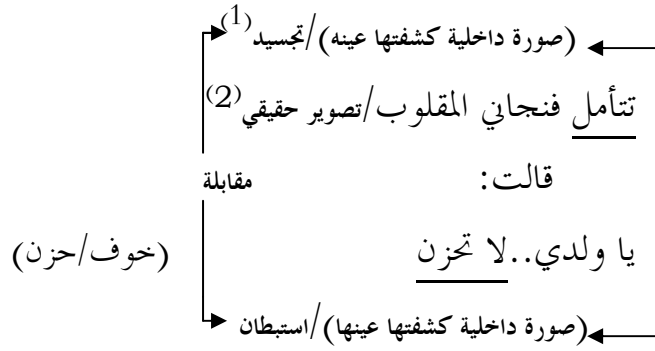 (صورة داخلية كشفتها عينه)/تجسيد(1)
تتأمل فنجاني المقلوب/تصوير حقيقي(2)
قالت: مقابلة
يا ولدي..لا تحزن (خوف/حزن)
(صورة داخلية كشفتها عينها)/استبطان